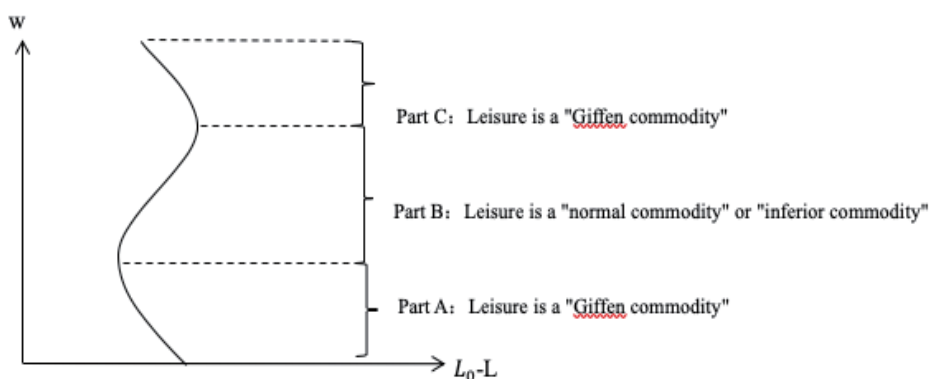 w
Part C：Leisure is a "Giffen commodity"
Part B：Leisure is a "normal commodity" or "inferior commodity"
Part A：Leisure is a "Giffen commodity"
L₀-L